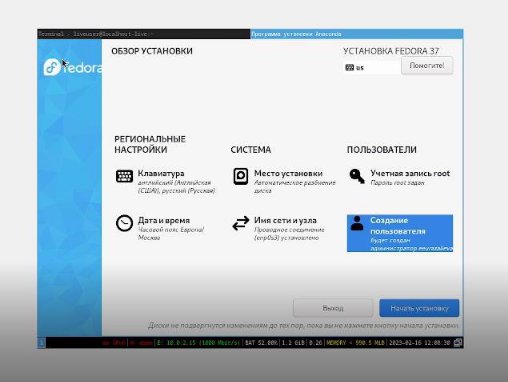 Terminal - liveuser@localhost-live:~
Программа установки Anaconda
fedora
ОБЗОР УСТАНОВКИ
УСТАНОВКА FEDORA 37
us
Помогите!
РЕГИОНАЛЬНЫЕ
НАСТРОЙКИ
СИСТЕМА
ПОЛЬЗОВАТЕЛИ
Клавиатура
английский (Английская
(США)), русский (Русская)
Место установки
Автоматическое разбиение
диска
Учетная запись root
Пароль root задан
Дата и время
Часовой пояс Европа/
Москва
Имя сети и узла
Проводное соединение
(enp0s3) установлено
Создание
пользователя
Будет создан
администратор
Выход
Начать установку
Диски не подвергнутся изменениям до тех пор, пока вы не нажмете кнопку начала установки.
1
E: 10.0.2.15 (1000 Mbit/s)
BAT 52.00%
1.2 GiB
0.26
MEMORY < 990.5 MiB
2023-02-16 12:00:30